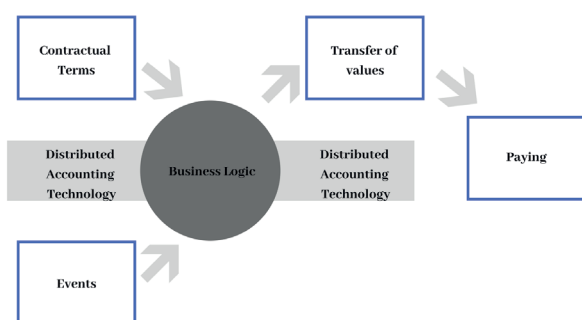 Contractual
Terms
Transfer of
values
Distributed
Accounting
Technology
Business Logic
Distributed
Accounting
Technology
Paying
Events